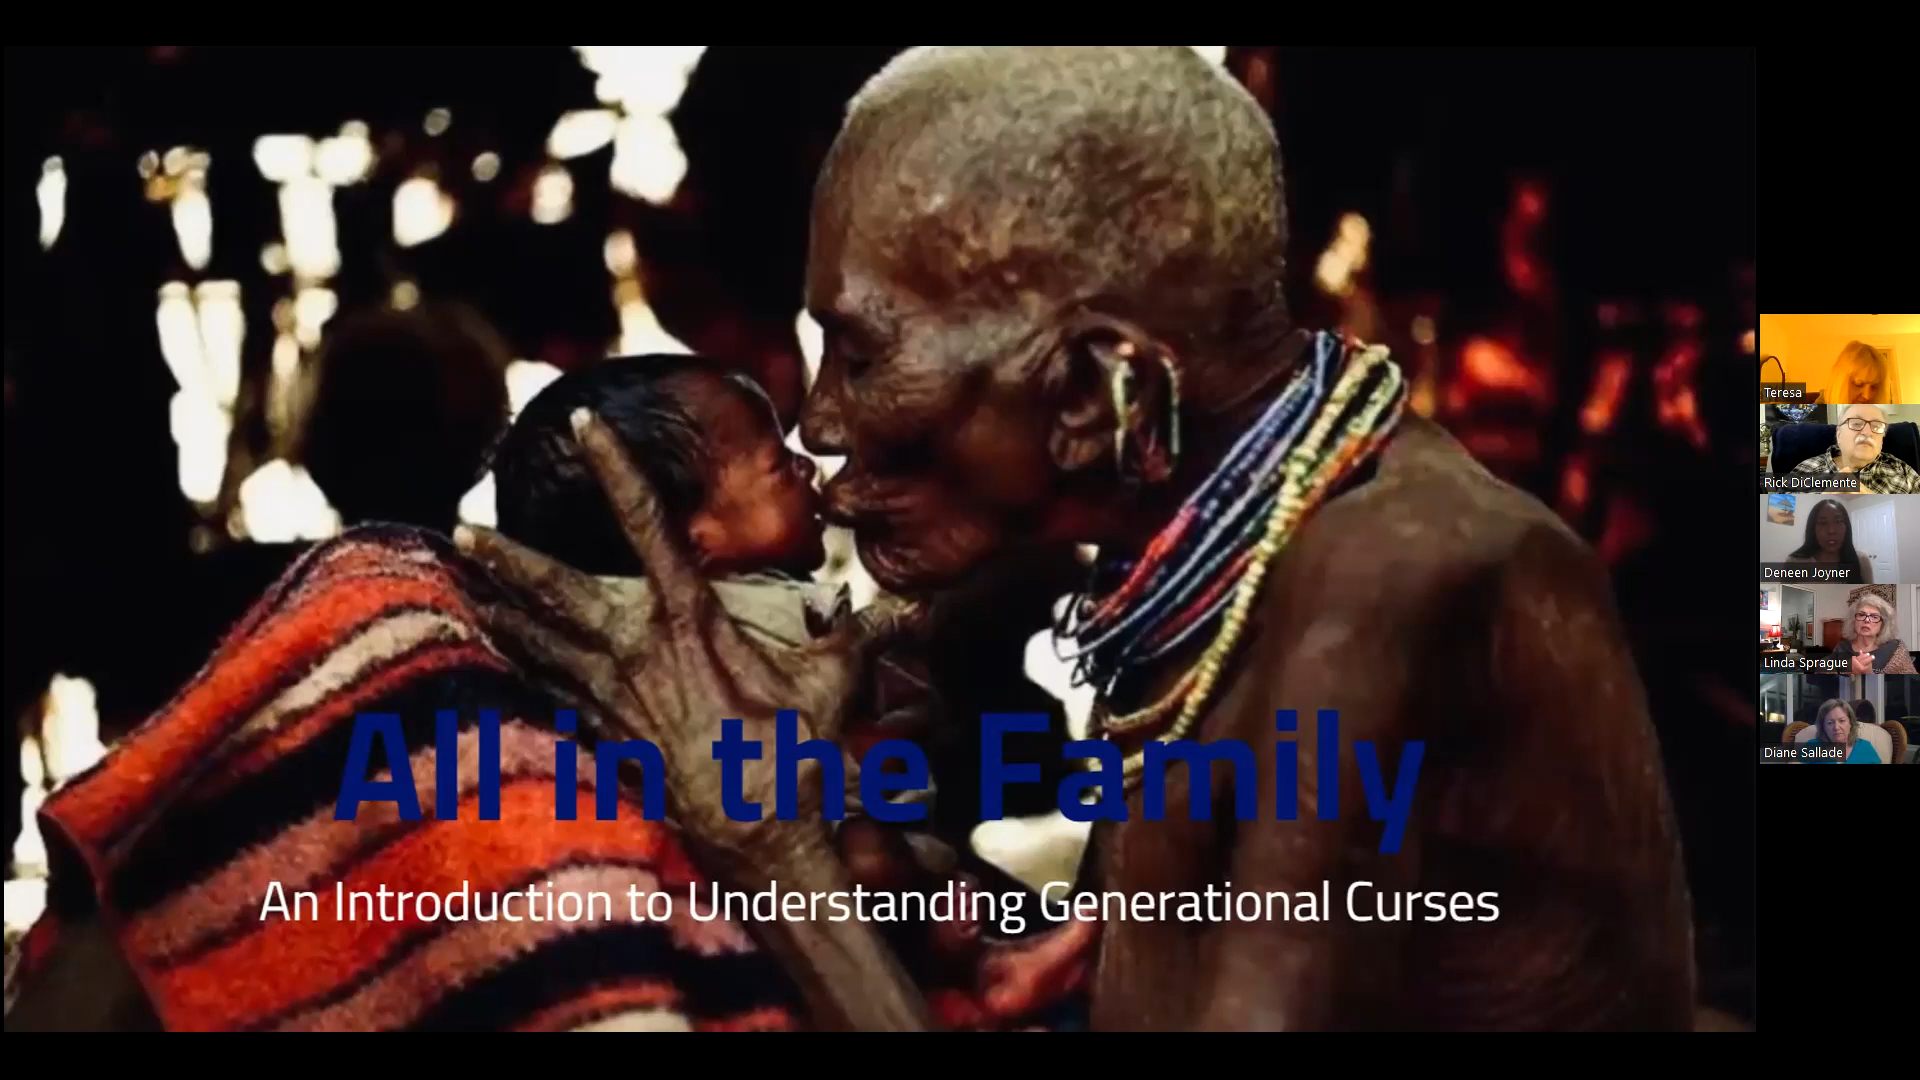 All in the Family
An Introduction to Understanding Generational Curses
Teresa
Rick DiClemente
Deneen Joyner
Linda Sprague
Diane Sallade